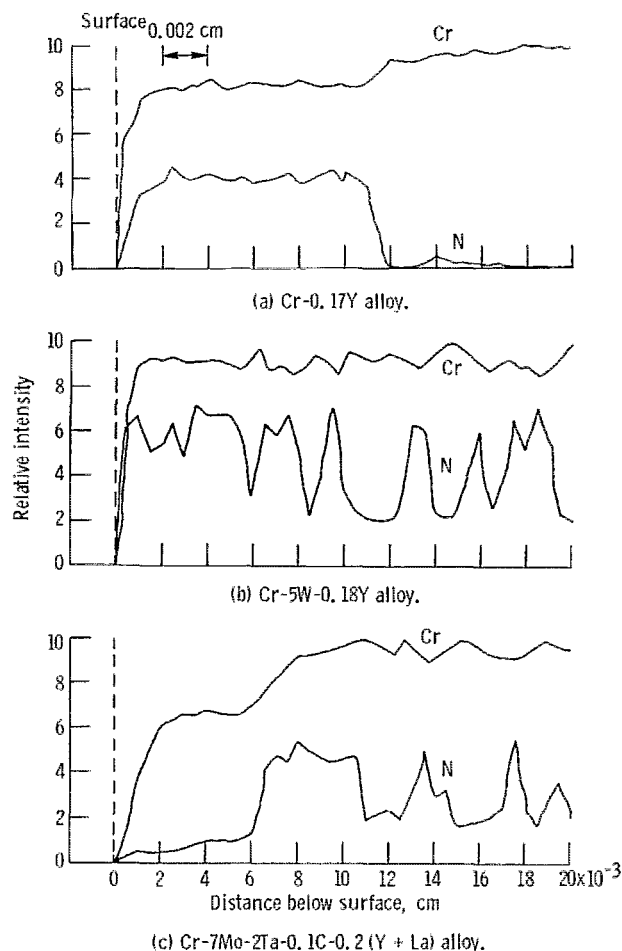 Surface
0.002 cm
10
8
6
4
2
0
Cr
N
(a) Cr-0.17Y alloy.
Relative intensity
10
8
6
4
2
0
Cr
N
(b) Cr-5W-0.18Y alloy.
10
8
6
4
2
0
Cr
N
0 2 4 6 8 10 12 14 16 18 20x10-3
Distance below surface, cm
(c) Cr-7Mo-2Ta-0.1C-0.2 (Y + La) alloy.